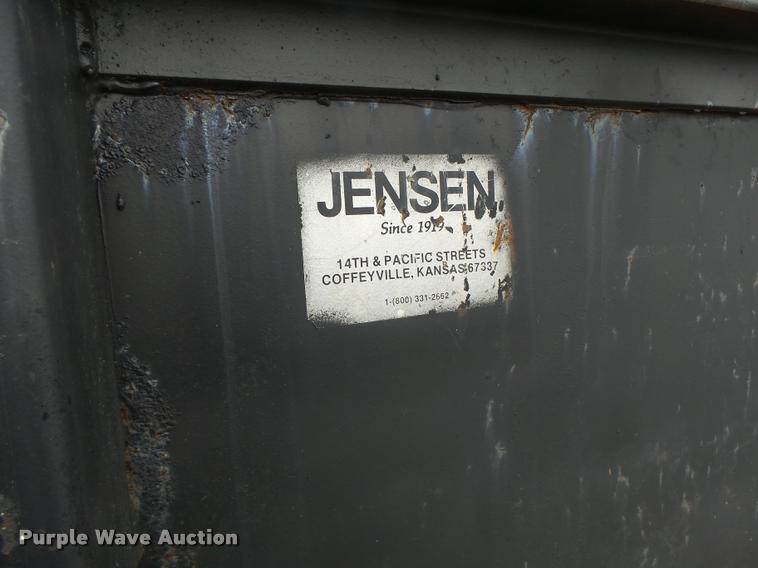 JENSEN.
Since 1919
14TH & PACIFIC STREETS
COFFEYVILLE, KANSAS 67337
1-(800) 331-2662
Purple Wave Auction